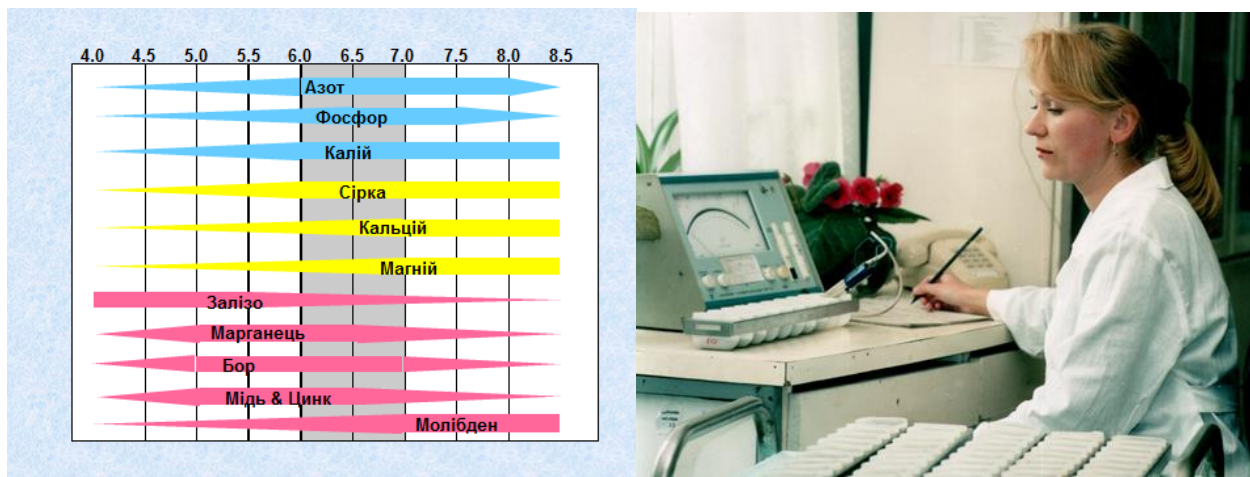 4.0 4.5 5.0 5.5 6.0 6.5 7.0 7.5 8.0 8.5
Азот
Фосфор
Калій
Сірка
Кальцій
Магній
Залізо
Марганець
Бор
Мідь & Цинк
Молібден